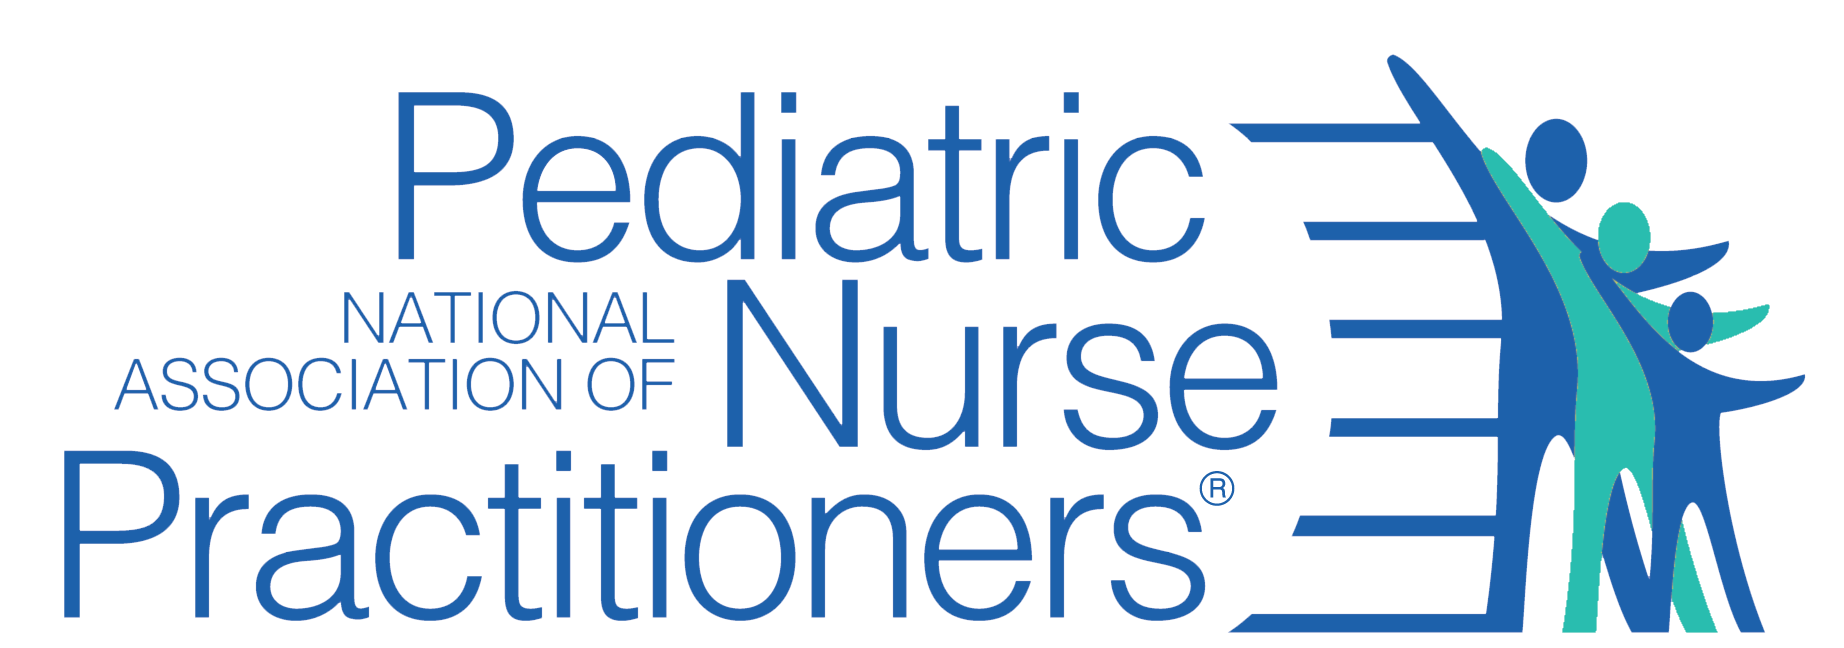 Pediatric
NATIONAL
ASSOCIATION OF
Nurse
Practitioners®